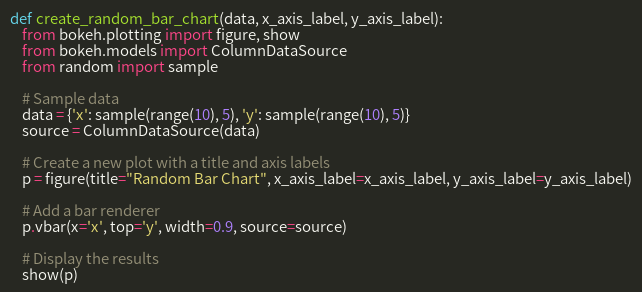 def create_random_bar_chart(data, x_axis_label, y_axis_label):
from bokeh.plotting import figure, show
from bokeh.models import ColumnDataSource
from random import sample
# Sample data
data = {'x': sample(range(10), 5), 'y': sample(range(10), 5)}
source = ColumnDataSource(data)
# Create a new plot with a title and axis labels
p = figure(title="Random Bar Chart", x_axis_label=x_axis_label, y_axis_label=y_axis_label)
# Add a bar renderer
p.vbar(x='x', top='y', width=0.9, source=source)
# Display the results
show(p)